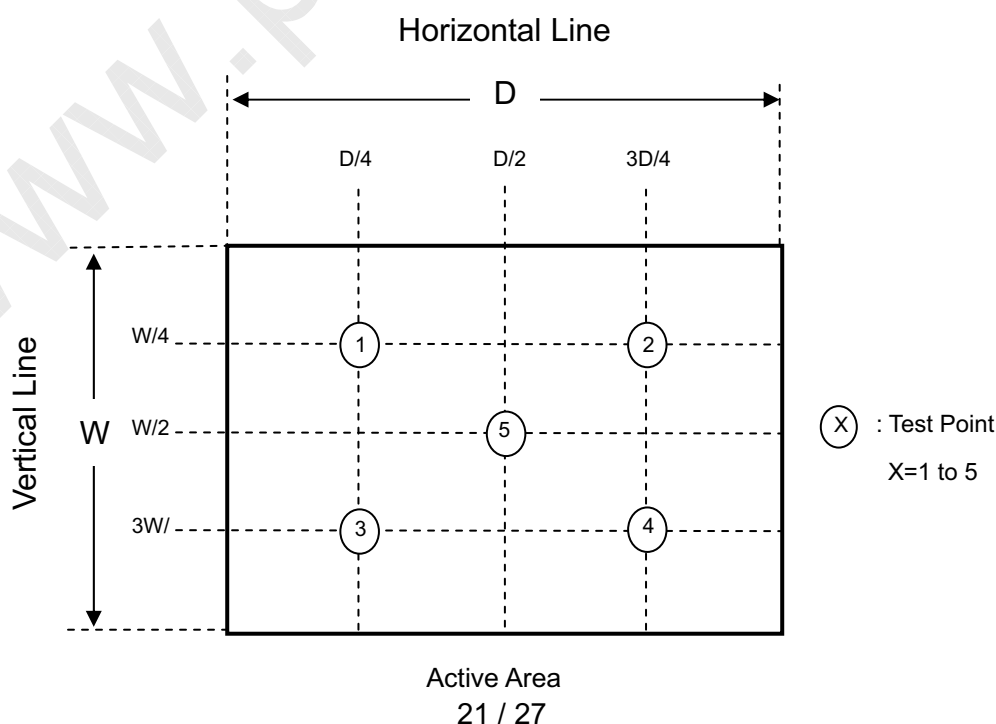 Horizontal Line
D
D/4 D/2 3D/4
W/4
1 2
Vertical Line
W
W/2
5
X : Test Point
X=1 to 5
3W/
3 4
Active Area
21 / 27